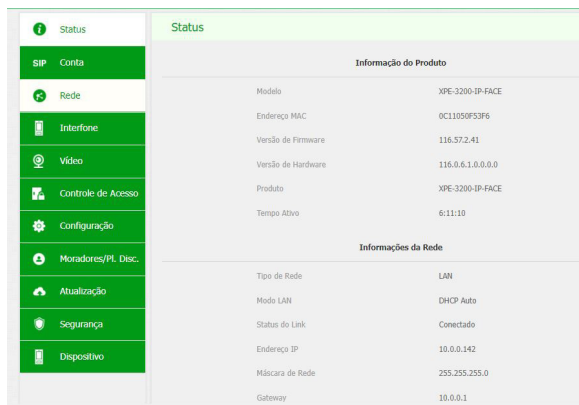 Status
SIP Conta
Rede
Interfone
Vídeo
Controle de Acesso
Configuração
Moradores/Pl. Disc.
Atualização
Segurança
Dispositivo
Status
Informação do Produto
Modelo XPE-3200-IP-FACE
Endereço MAC 0C11050F53F6
Versão de Firmware 116.57.2.41
Versão de Hardware 116.0.6.1.0.0.0.0
Produto XPE-3200-IP-FACE
Tempo Ativo 6:11:10
Informações da Rede
Tipo de Rede LAN
Modo LAN DHCP Auto
Status do Link Conectado
Endereço IP 10.0.0.142
Máscara de Rede 255.255.255.0
Gateway 10.0.0.1